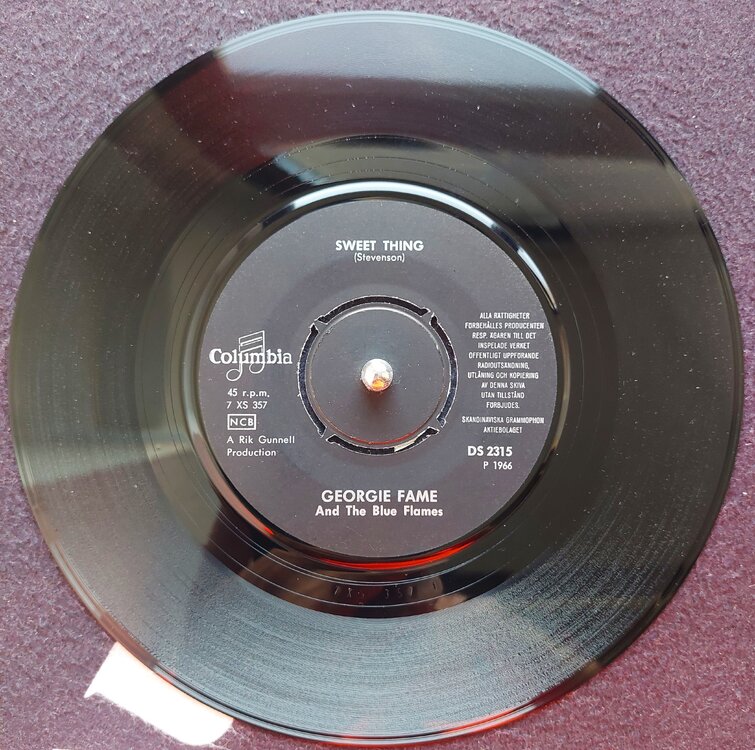 SWEET THING
(Stevenson)
Columbia
45 r.p.m.
7 XS 357
NCB
A Rik Gunnell
Production
ALLA RÄTTIGHETER
FÖRBEHÅLLES PRODUCENTEN
RESP. ÄGAREN TILL DET
INSPELADE VERKET
OFFENTLIGT UPPFÖRANDE
RADIOUTSÄNDNING,
UTLÅNING OCH KOPIERING
AV DENNA SKIVA
UTAN TILLSTÅND
FÖRBJUDES.
SKANDINAVISKA GRAMMOPHON
AKTIEBOLAGET
DS 2315
P 1966
GEORGIE FAME
And The Blue Flames